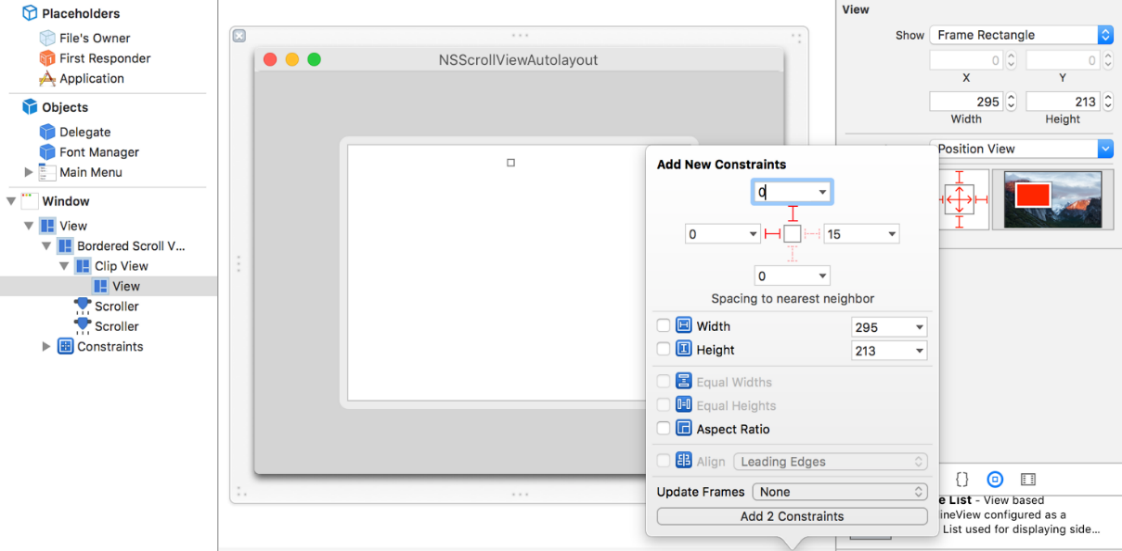 Placeholders
File's Owner
First Responder
Application
Objects
Delegate
Font Manager
Main Menu
Window
View
Bordered Scroll V...
Clip View
View
Scroller
Scroller
Constraints
NSScrollViewAutolayout
Add New Constraints
0
0
15
0
Spacing to nearest neighbor
Width 295
Height 213
Equal Widths
Equal Heights
Aspect Ratio
Align Leading Edges
Update Frames None
Add 2 Constraints
View
Show Frame Rectangle
0 0
X Y
295 213
Width Height
Position View
{}
e List - View based
ineView configured as a
List used for displaying side...